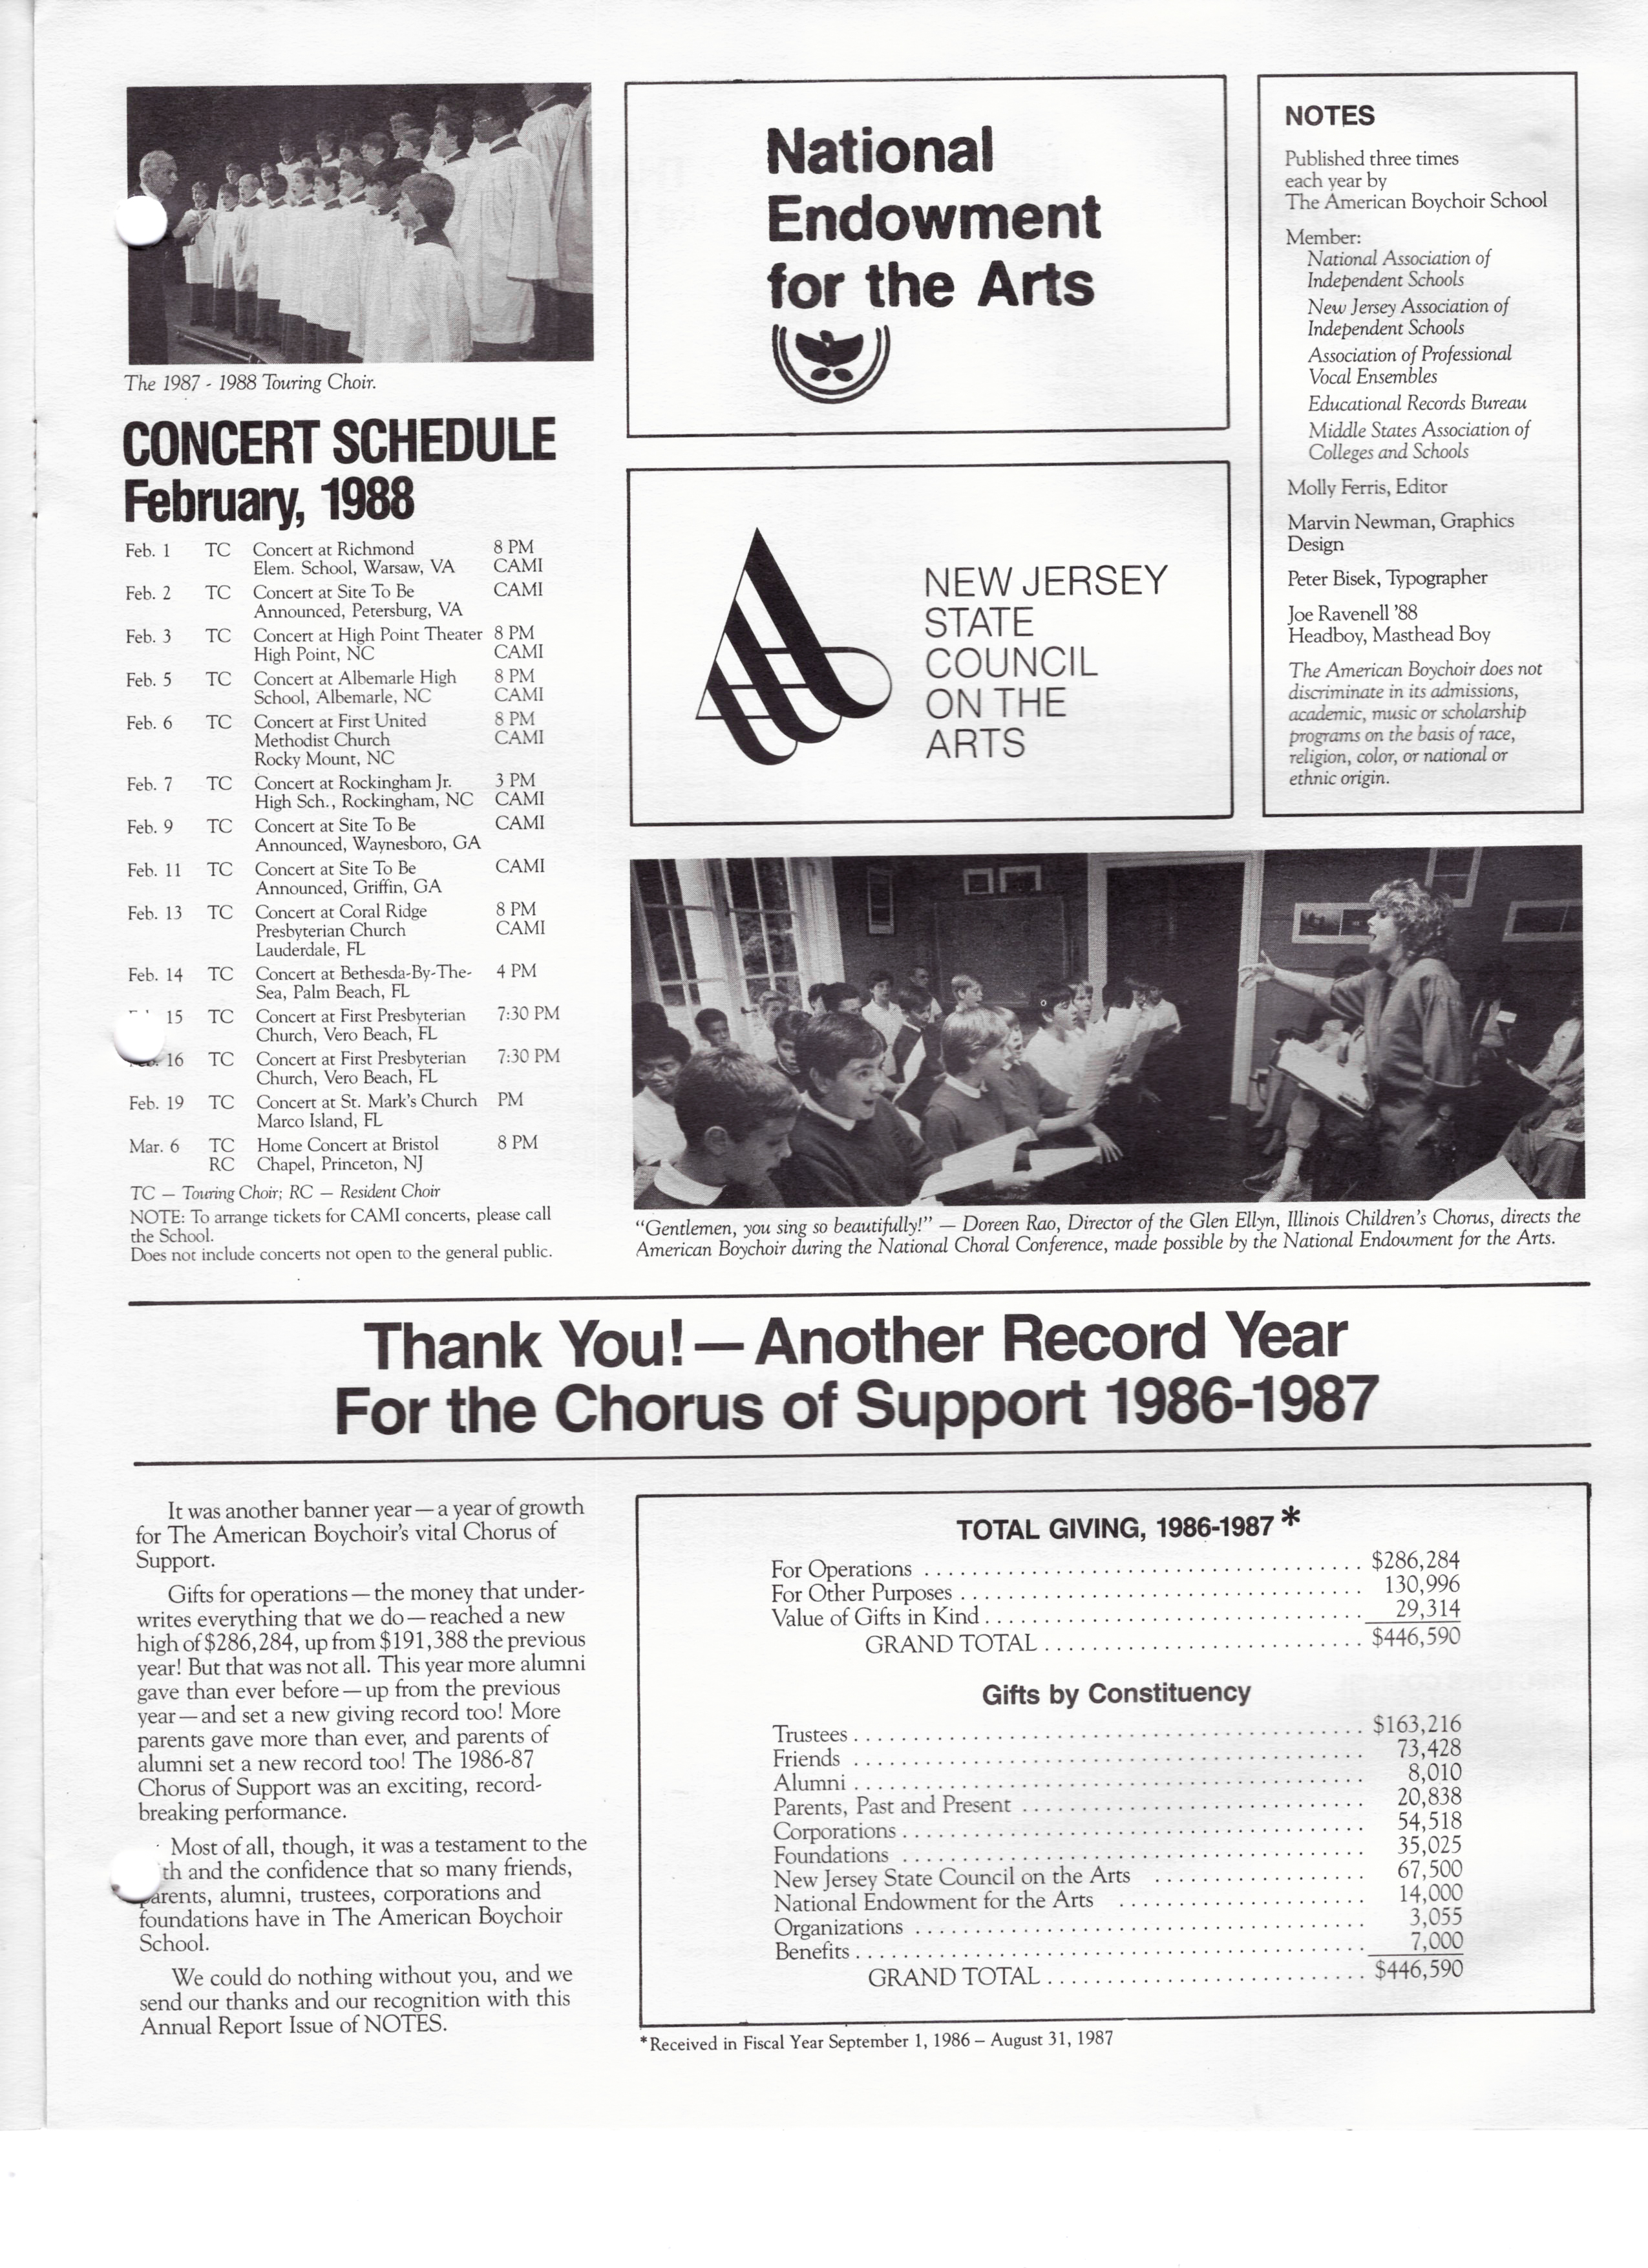 The 1987 - 1988 Touring Choir.
CONCERT SCHEDULE
February, 1988
Feb. 1 TC Concert at Richmond 8 PM
Elem. School, Warsaw, VA CAMI
Feb. 2 TC Concert at Site To Be CAMI
Announced, Petersburg, VA
Feb. 3 TC Concert at High Point Theater 8 PM
High Point, NC CAMI
Feb. 5 TC Concert at Albemarle High 8 PM
School, Albemarle, NC CAMI
Feb. 6 TC Concert at First United 8 PM
Methodist Church CAMI
Rocky Mount, NC
Feb. 7 TC Concert at Rockingham Jr. 3 PM
High Sch., Rockingham, NC CAMI
Feb. 9 TC Concert at Site To Be CAMI
Announced, Waynesboro, GA
Feb. 11 TC Concert at Site To Be CAMI
Announced, Griffin, GA
Feb. 13 TC Concert at Coral Ridge 8 PM
Presbyterian Church CAMI
Lauderdale, FL
Feb. 14 TC Concert at Bethesda-By-The- 4 PM
Sea, Palm Beach, FL
15 TC Concert at First Presbyterian 7:30 PM
Church, Vero Beach, FL
16 TC Concert at First Presbyterian 7:30 PM
Church, Vero Beach, FL
Feb. 19 TC Concert at St. Mark's Church PM
Marco Island, FL
Mar. 6 TC Home Concert at Bristol 8 PM
RC Chapel, Princeton, NJ
TC — Touring Choir; RC — Resident Choir
NOTE: To arrange tickets for CAMI concerts, please call
the School.
Does not include concerts not open to the general public.
National
Endowment
for the Arts
NEW JERSEY
STATE
COUNCIL
ON THE
ARTS
NOTES
Published three times
each year by
The American Boychoir School
Member:
National Association of
Independent Schools
New Jersey Association of
Independent Schools
Association of Professional
Vocal Ensembles
Educational Records Bureau
Middle States Association of
Colleges and Schools
Molly Ferris, Editor
Marvin Newman, Graphics
Design
Peter Bisek, Typographer
Joe Ravenell '88
Headboy, Masthead Boy
The American Boychoir does not
discriminate in its admissions,
academic, music or scholarship
programs on the basis of race,
religion, color, or national or
ethnic origin.
"Gentlemen, you sing so beautifully!" — Doreen Rao, Director of the Glen Ellyn, Illinois Children's Chorus, directs the
American Boychoir during the National Choral Conference, made possible by the National Endowment for the Arts.
Thank You!—Another Record Year
For the Chorus of Support 1986-1987
It was another banner year—a year of growth
for The American Boychoir's vital Chorus of
Support.
Gifts for operations—the money that under-
writes everything that we do—reached a new
high of $286,284, up from $191,388 the previous
year! But that was not all. This year more alumni
gave than ever before—up from the previous
year—and set a new giving record too! More
parents gave more than ever, and parents of
alumni set a new record too! The 1986-87
Chorus of Support was an exciting, record-
breaking performance.
Most of all, though, it was a testament to the
and the confidence that so many friends,
parents, alumni, trustees, corporations and
foundations have in The American Boychoir
School.
We could do nothing without you, and we
send our thanks and our recognition with this
Annual Report Issue of NOTES.
TOTAL GIVING, 1986-1987*
For Operations $286,284
For Other Purposes 130,996
Value of Gifts in Kind 29,314
GRAND TOTAL $446,590
Gifts by Constituency
Trustees $163,216
Friends 73,428
Alumni 8,010
Parents, Past and Present 20,838
Corporations 54,518
Foundations 35,025
New Jersey State Council on the Arts 67,500
National Endowment for the Arts 14,000
Organizations 3,055
Benefits 7,000
GRAND TOTAL $446,590
*Received in Fiscal Year September 1, 1986 – August 31, 1987